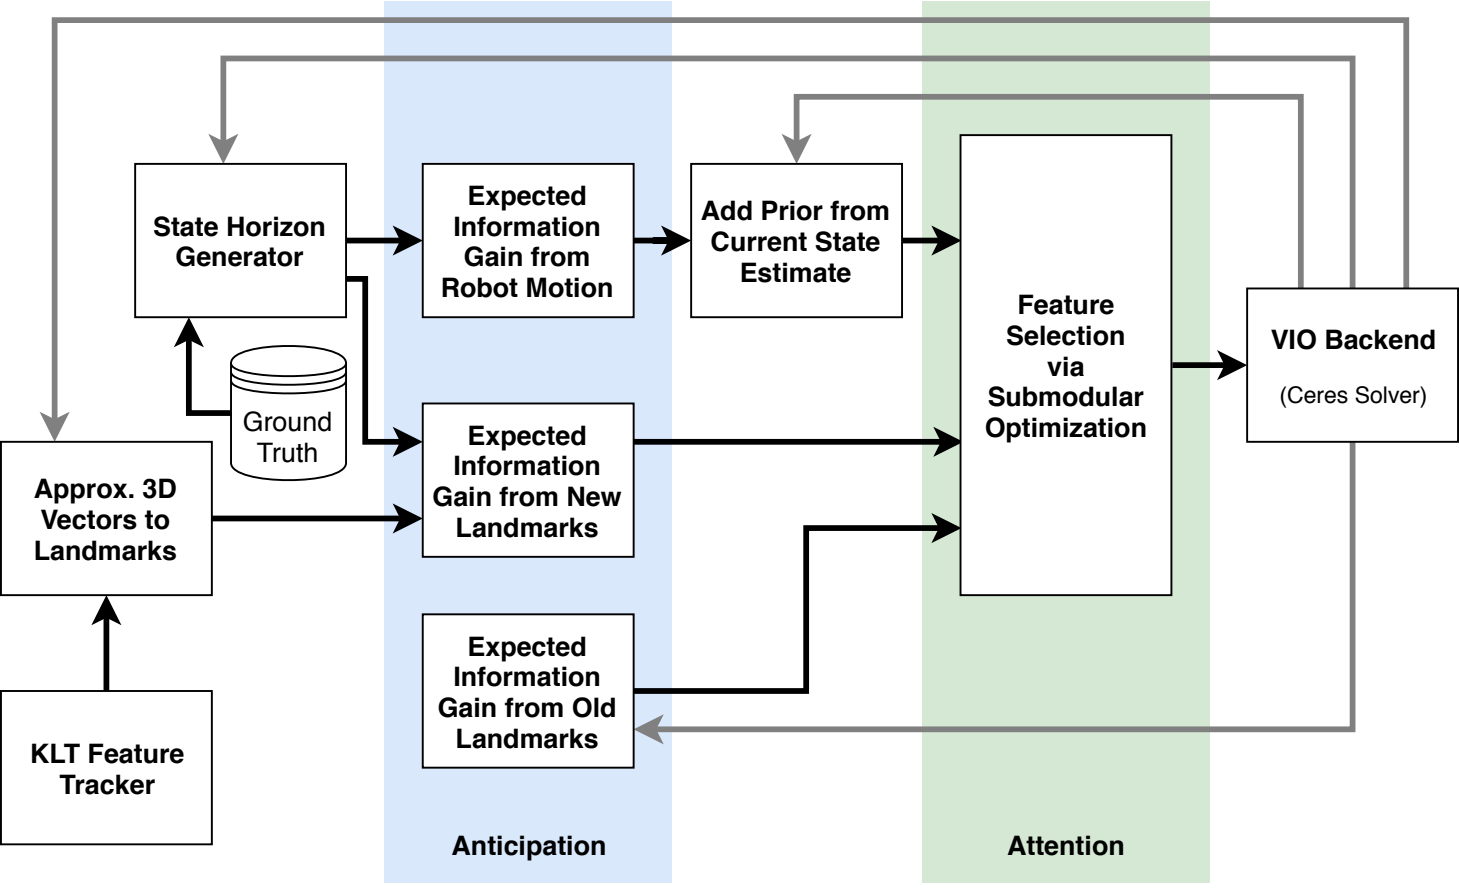 State Horizon
Generator
Expected
Information
Gain from
Robot Motion
Add Prior from
Current State
Estimate
Feature
Selection
via
Submodular
Optimization
VIO Backend
(Ceres Solver)
Ground
Truth
Expected
Information
Gain from New
Landmarks
Approx. 3D
Vectors to
Landmarks
Expected
Information
Gain from Old
Landmarks
KLT Feature
Tracker
Anticipation
Attention